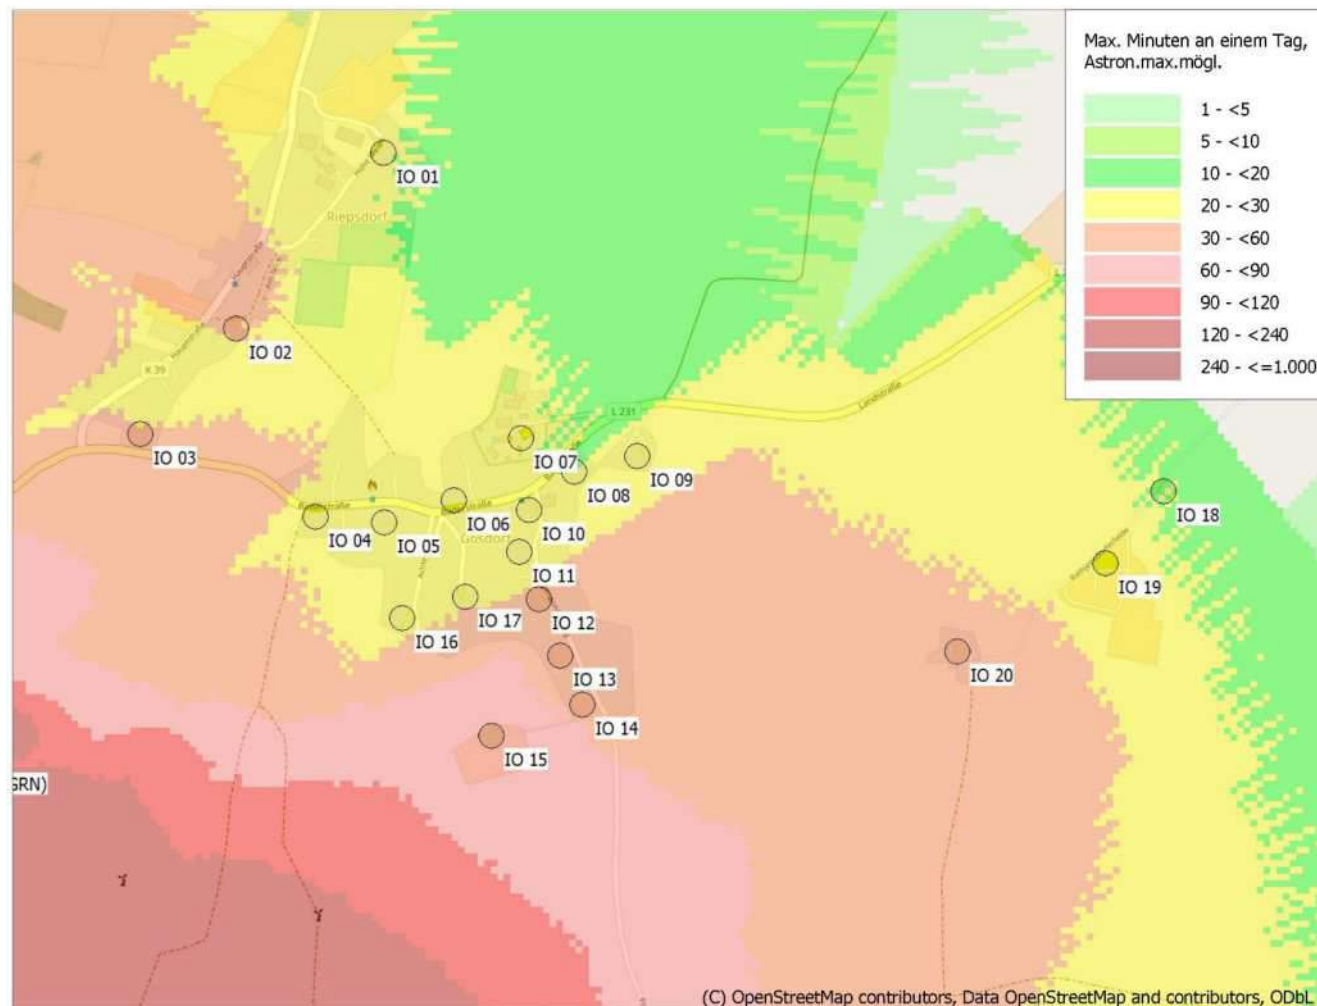 Max. Minuten an einem Tag,
Astron.max.mögl.
1 - <5
5 - <10
10 - <20
20 - <30
30 - <60
60 - <90
90 - <120
120 - <240
240 - <=1.000
IO 01
Riepsdorf
IO 02
K 39
IO 03
L 231
IO 07
IO 08
IO 09
Landstraße
IO 18
IO 04
IO 05
IO 06
IO 10
Gosdorf
IO 11
IO 19
IO 16
IO 17
IO 12
IO 13
IO 20
IO 14
IO 15
SRN)
(C) OpenStreetMap contributors, Data OpenStreetMap and contributors, ODbL